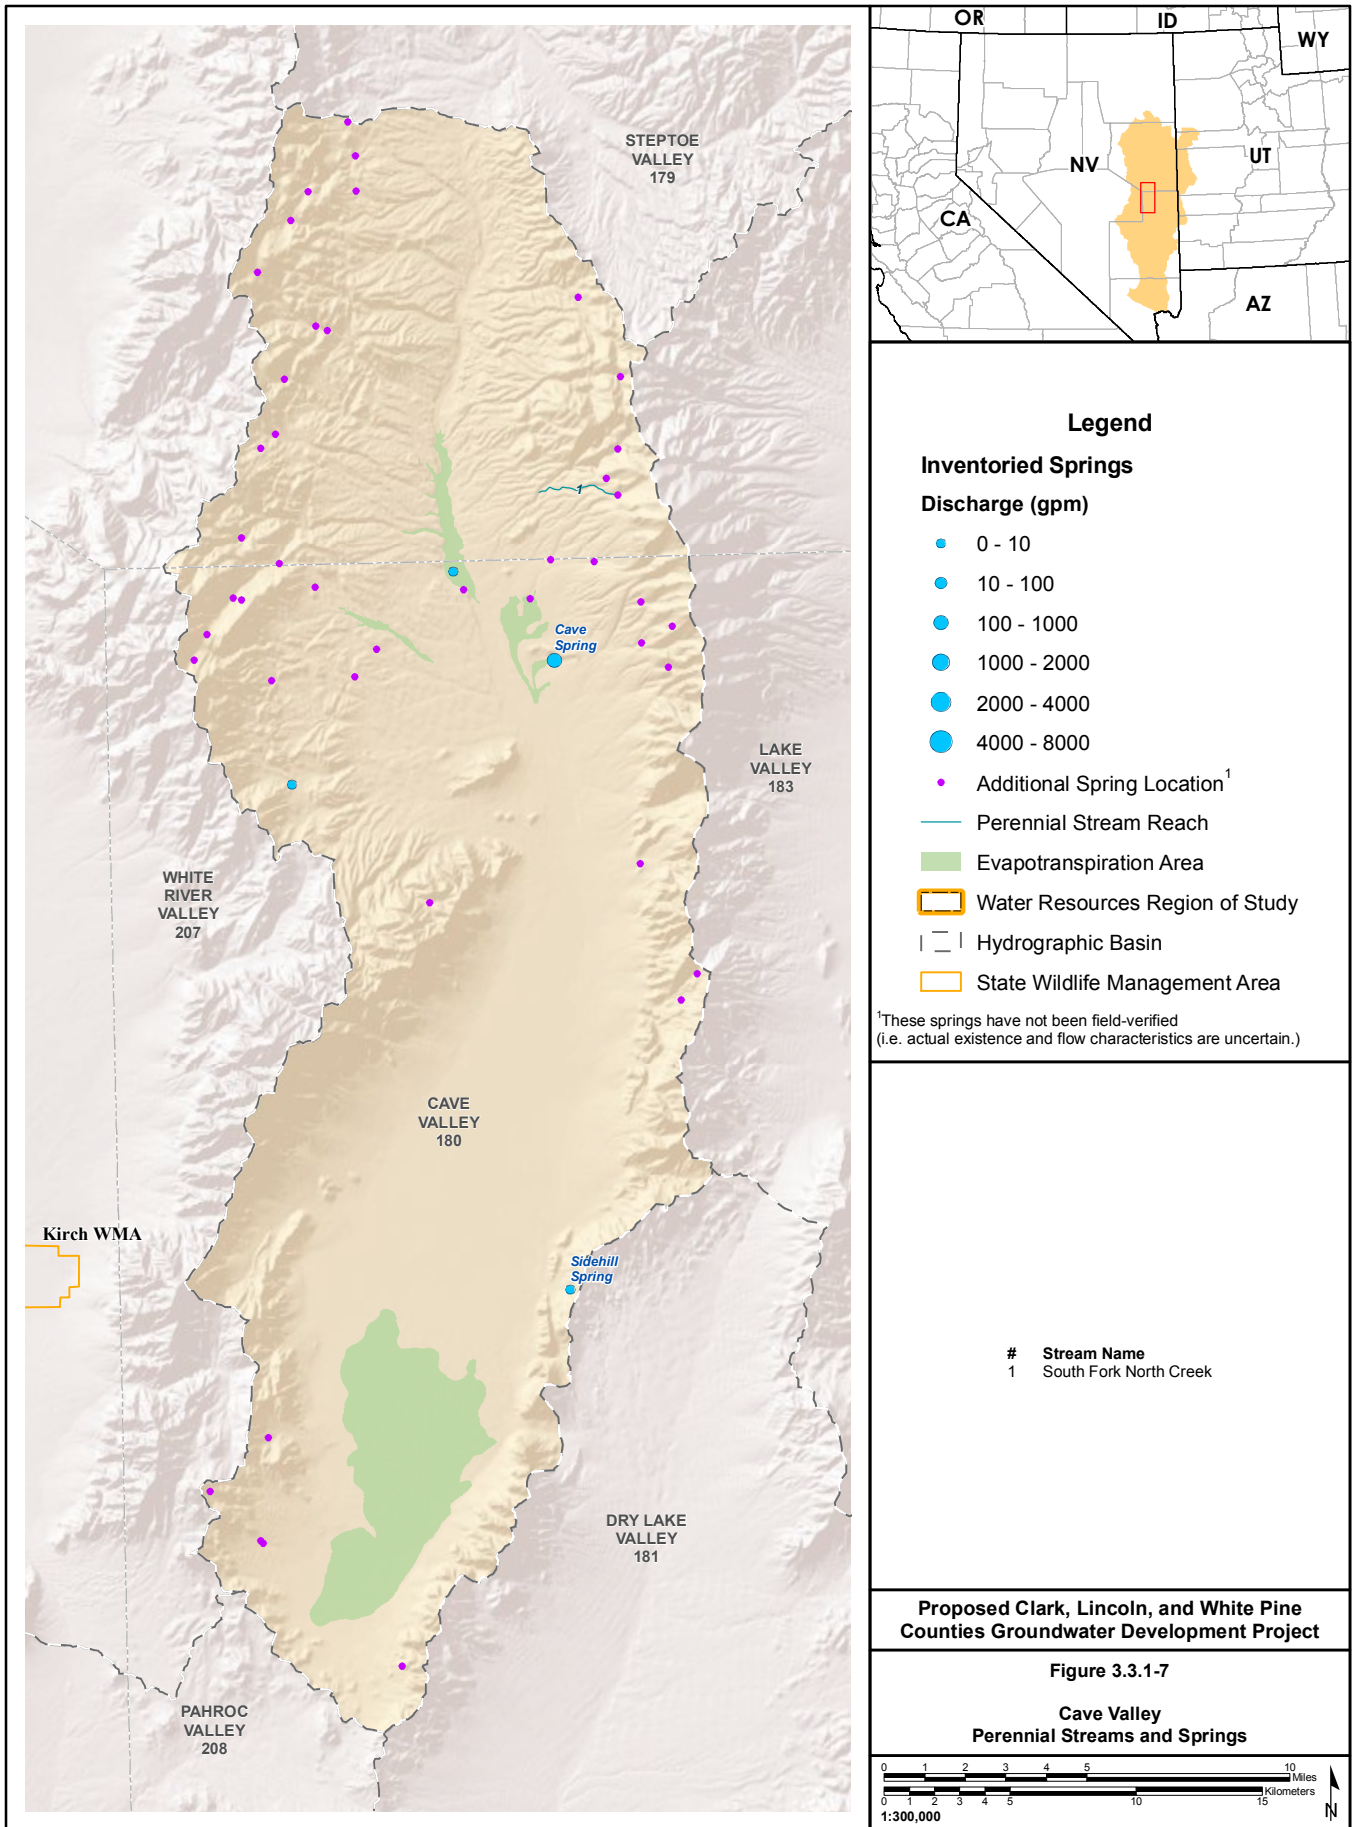 STEPTOE
VALLEY
179
1
Cave
Spring
LAKE
VALLEY
183
WHITE
RIVER
VALLEY
207
CAVE
VALLEY
180
Kirch WMA
Sidehill
Spring
DRY LAKE
VALLEY
181
PAHROC
VALLEY
208
OR
ID
WY
NV
UT
CA
AZ
Legend
Inventoried Springs
Discharge (gpm)
0 - 10
10 - 100
100 - 1000
1000 - 2000
2000 - 4000
4000 - 8000
Additional Spring Location1
Perennial Stream Reach
Evapotranspiration Area
Water Resources Region of Study
Hydrographic Basin
State Wildlife Management Area
1These springs have not been field-verified
(i.e. actual existence and flow characteristics are uncertain.)
# Stream Name
1 South Fork North Creek
Proposed Clark, Lincoln, and White Pine
Counties Groundwater Development Project
Figure 3.3.1-7
Cave Valley
Perennial Streams and Springs
0 1 2 3 4 5 10
Miles
Kilometers
0 1 2 3 4 5 10 15
1:300,000
N